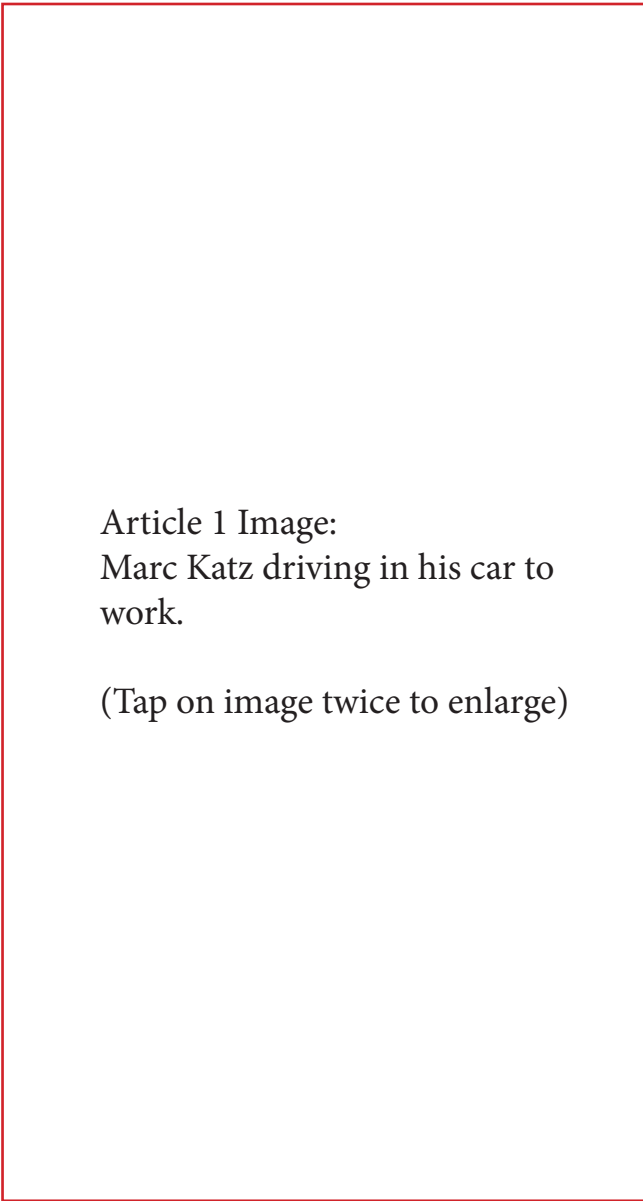 Article 1 Image:
Marc Katz driving in his car to
work.
(Tap on image twice to enlarge)